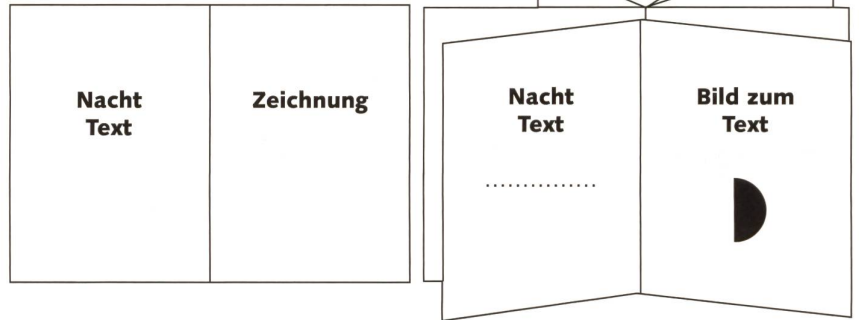 Nacht
Text
Zeichnung
Nacht
Text
Bild zum
Text